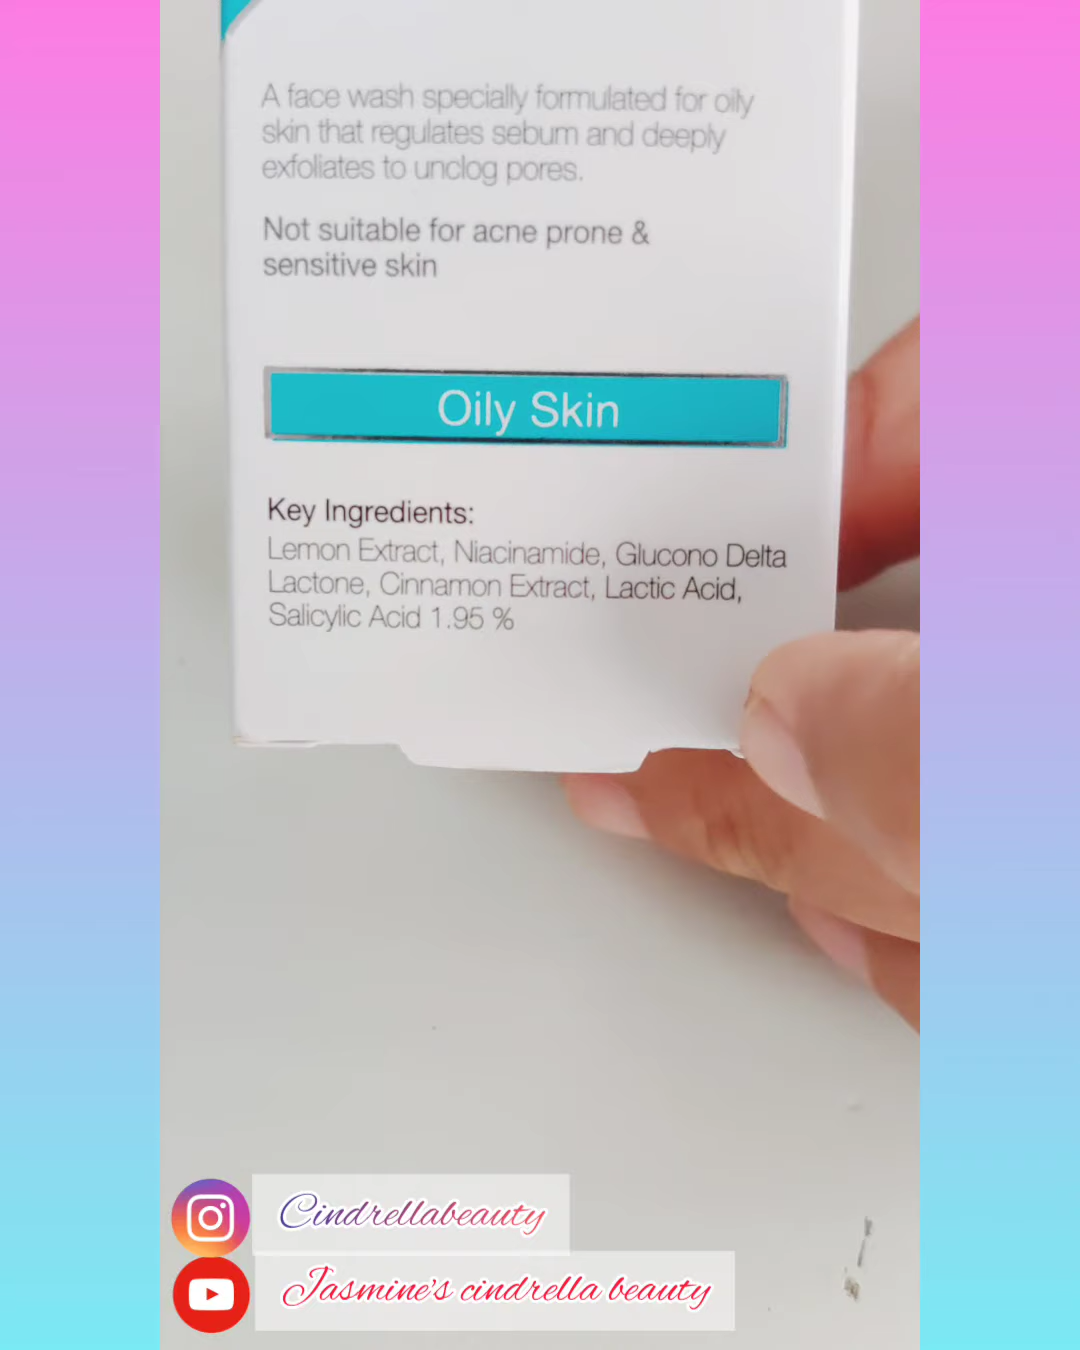 A face wash specially formulated for oily
skin that regulates sebum and deeply
exfoliates to unclog pores.
Not suitable for acne prone &
sensitive skin
Oily Skin
Key Ingredients:
Lemon Extract, Niacinamide, Glucono Delta
Lactone, Cinnamon Extract, Lactic Acid,
Salicylic Acid 1.95 %
Cindrellabeauty
Jasmine's cindrella beauty